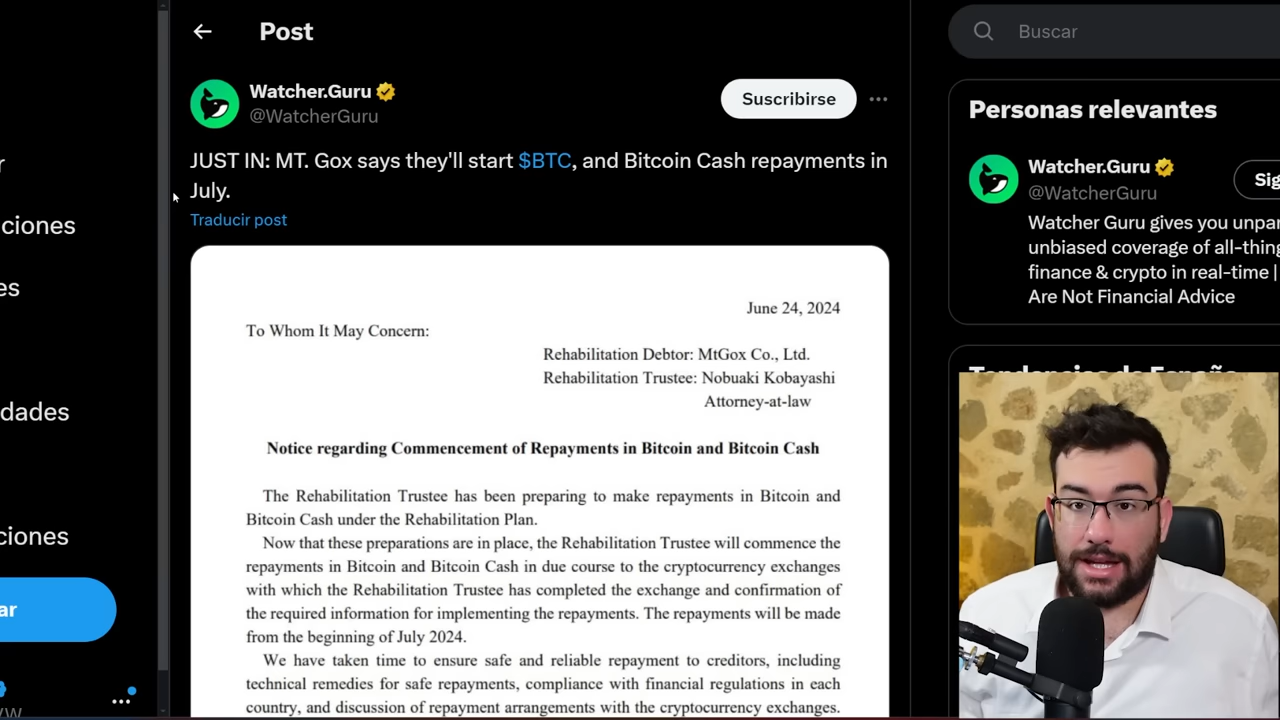 Post
Buscar
Watcher.Guru
@WatcherGuru
Suscribirse
JUST IN: MT. Gox says they'll start $BTC, and Bitcoin Cash repayments in
July.
Traducir post
June 24, 2024
To Whom It May Concern:
Rehabilitation Debtor: MtGox Co., Ltd.
Rehabilitation Trustee: Nobuaki Kobayashi
Attorney-at-law
Notice regarding Commencement of Repayments in Bitcoin and Bitcoin Cash
The Rehabilitation Trustee has been preparing to make repayments in Bitcoin and
Bitcoin Cash under the Rehabilitation Plan.
Now that these preparations are in place, the Rehabilitation Trustee will commence the
repayments in Bitcoin and Bitcoin Cash in due course to the cryptocurrency exchanges
with which the Rehabilitation Trustee has completed the exchange and confirmation of
the required information for implementing the repayments. The repayments will be made
from the beginning of July 2024.
We have taken time to ensure safe and reliable repayment to creditors, including
technical remedies for safe repayments, compliance with financial regulations in each
country, and discussion of repayment arrangements with the cryptocurrency exchanges.
Personas relevantes
Watcher.Guru
@WatcherGuru
Sig
Watcher Guru gives you unpar
unbiased coverage of all-thing
finance & crypto in real-time |
Are Not Financial Advice
r
ciones
es
dades
ciones
ar